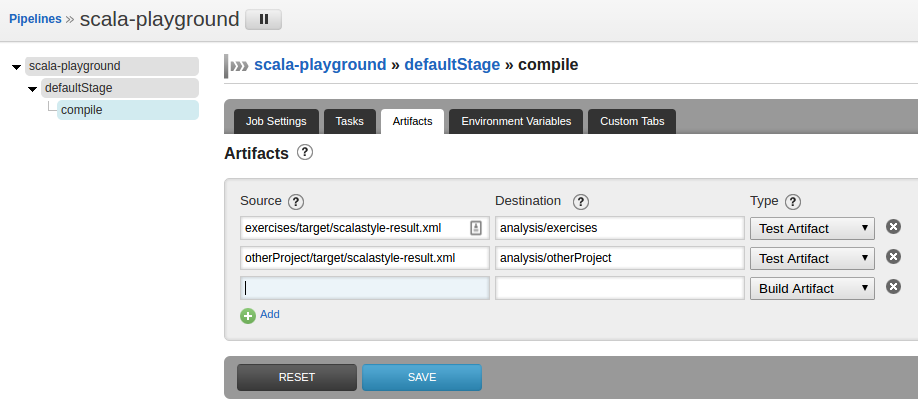 Pipelines » scala-playground
scala-playground
defaultStage
compile
scala-playground » defaultStage » compile
Job Settings Tasks Artifacts Environment Variables Custom Tabs
Artifacts ?
Source ? Destination ? Type ?
exercises/target/scalastyle-result.xml analysis/exercises Test Artifact
otherProject/target/scalastyle-result.xml analysis/otherProject Test Artifact
Build Artifact
Add
RESET SAVE